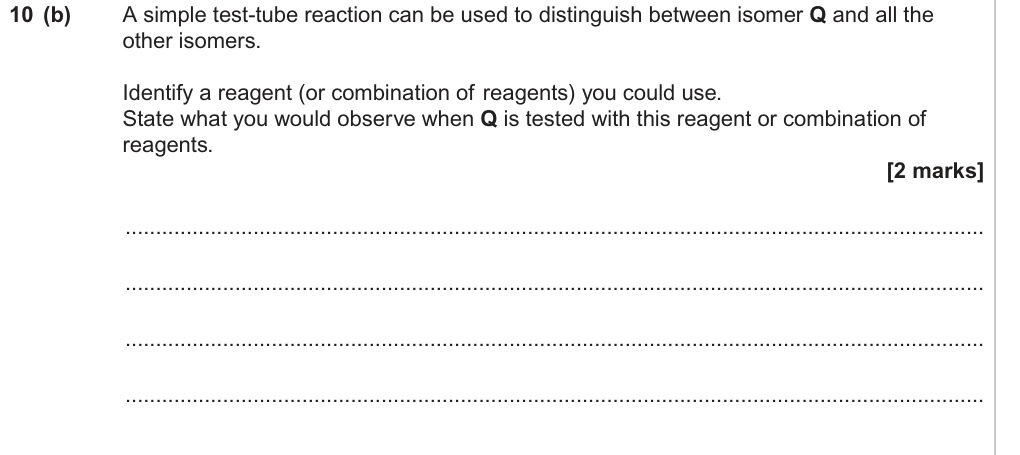 10 (b) A simple test-tube reaction can be used to distinguish between isomer Q and all the
other isomers.
Identify a reagent (or combination of reagents) you could use.
State what you would observe when Q is tested with this reagent or combination of
reagents.
[2 marks]